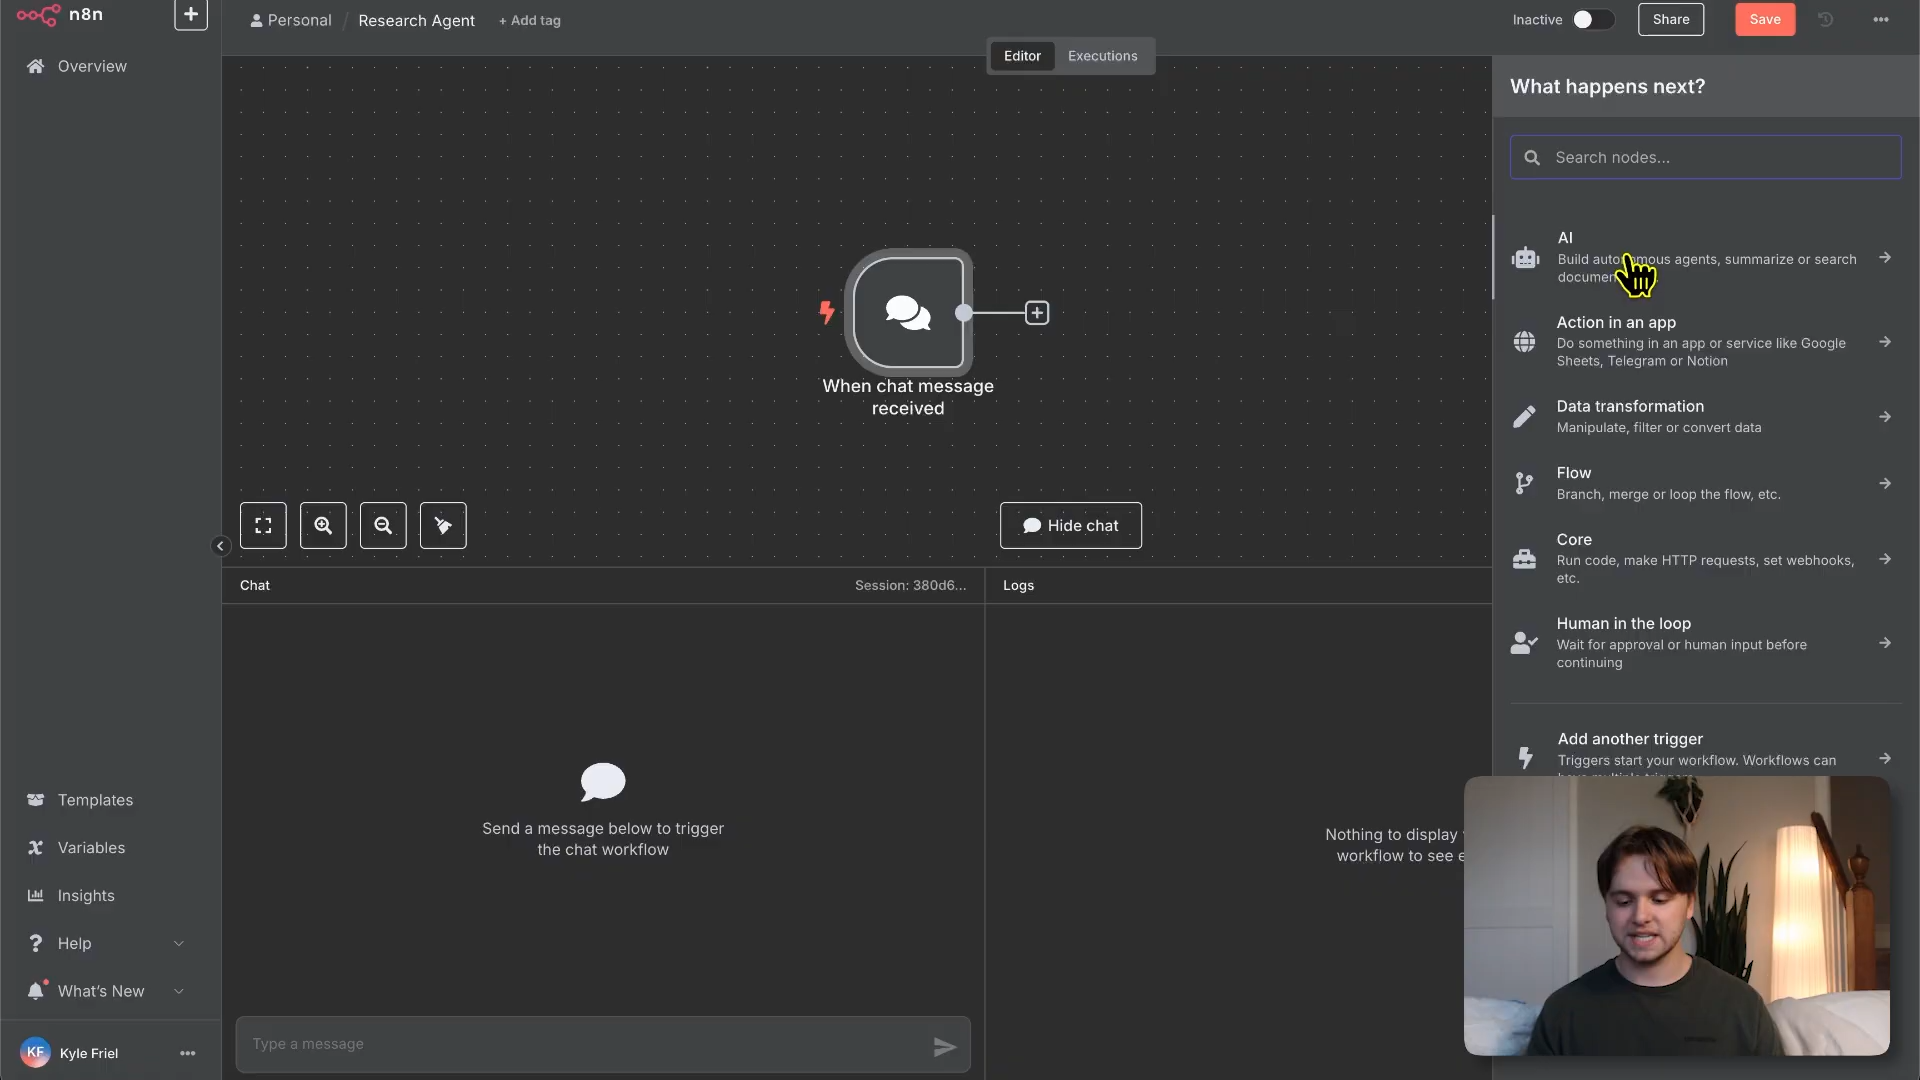 n8n
Personal / Research Agent + Add tag
Inactive
Share
Save
Overview
Editor
Executions
What happens next?
Search nodes...
AI
Build autonomous agents, summarize or search
Action in an app
Do something in an app or service like Google
Sheets, Telegram or Notion
Data transformation
Manipulate, filter or convert data
Flow
Branch, merge or loop the flow, etc.
Core
Run code, make HTTP requests, set webhooks,
etc.
Human in the loop
Wait for approval or human input before
continuing
Add another trigger
Triggers start your workflow. Workflows can
When chat message
received
Hide chat
Chat
Session: 380d6...
Logs
Send a message below to trigger
the chat workflow
Nothing to display
workflow to see
Type a message
Templates
Variables
Insights
Help
What's New
KF
Kyle Friel